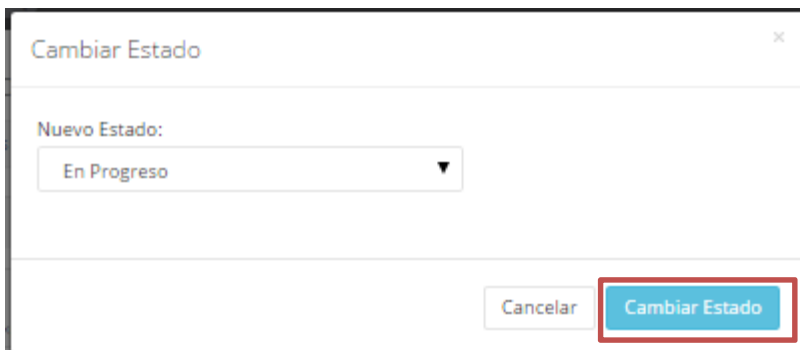 Cambiar Estado
×
Nuevo Estado:
En Progreso
Cancelar
Cambiar Estado